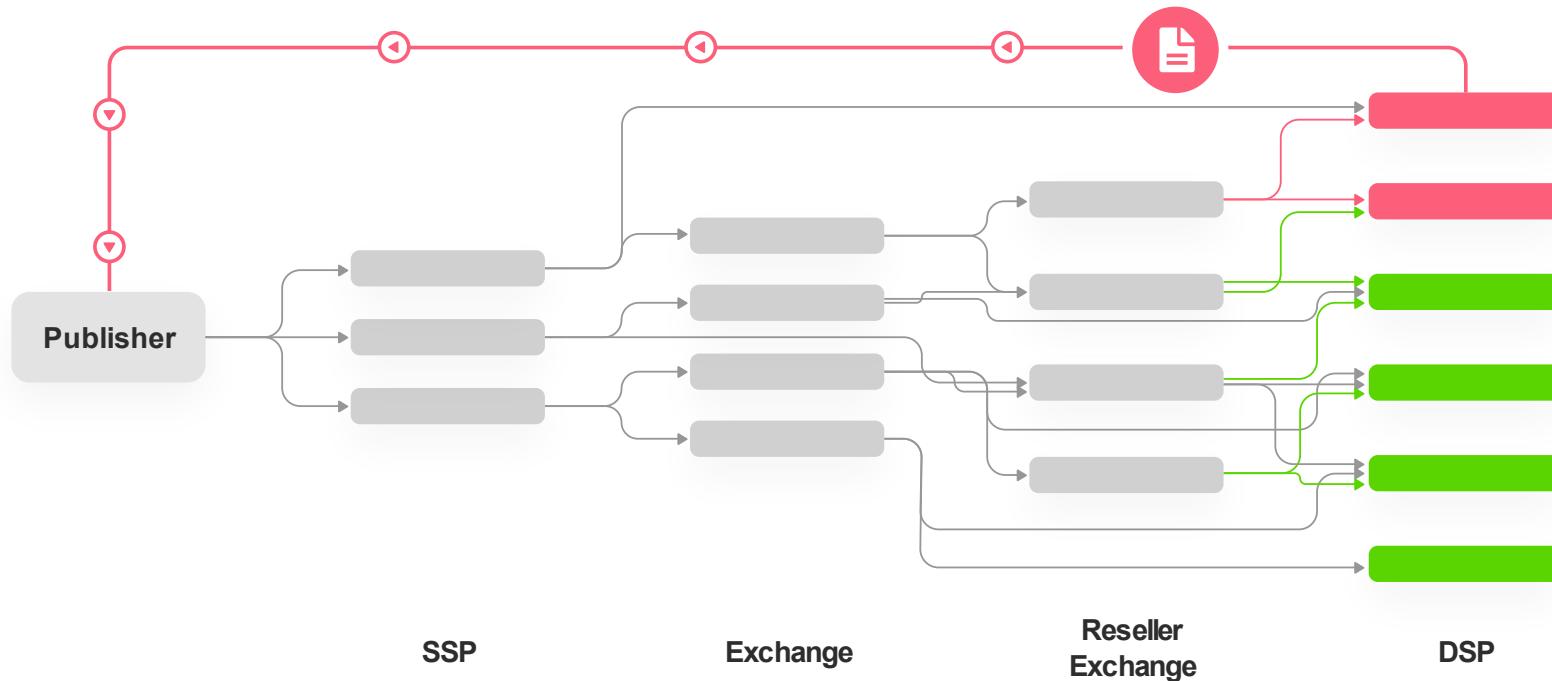 Publisher
SSP
Exchange
Reseller
Exchange
DSP